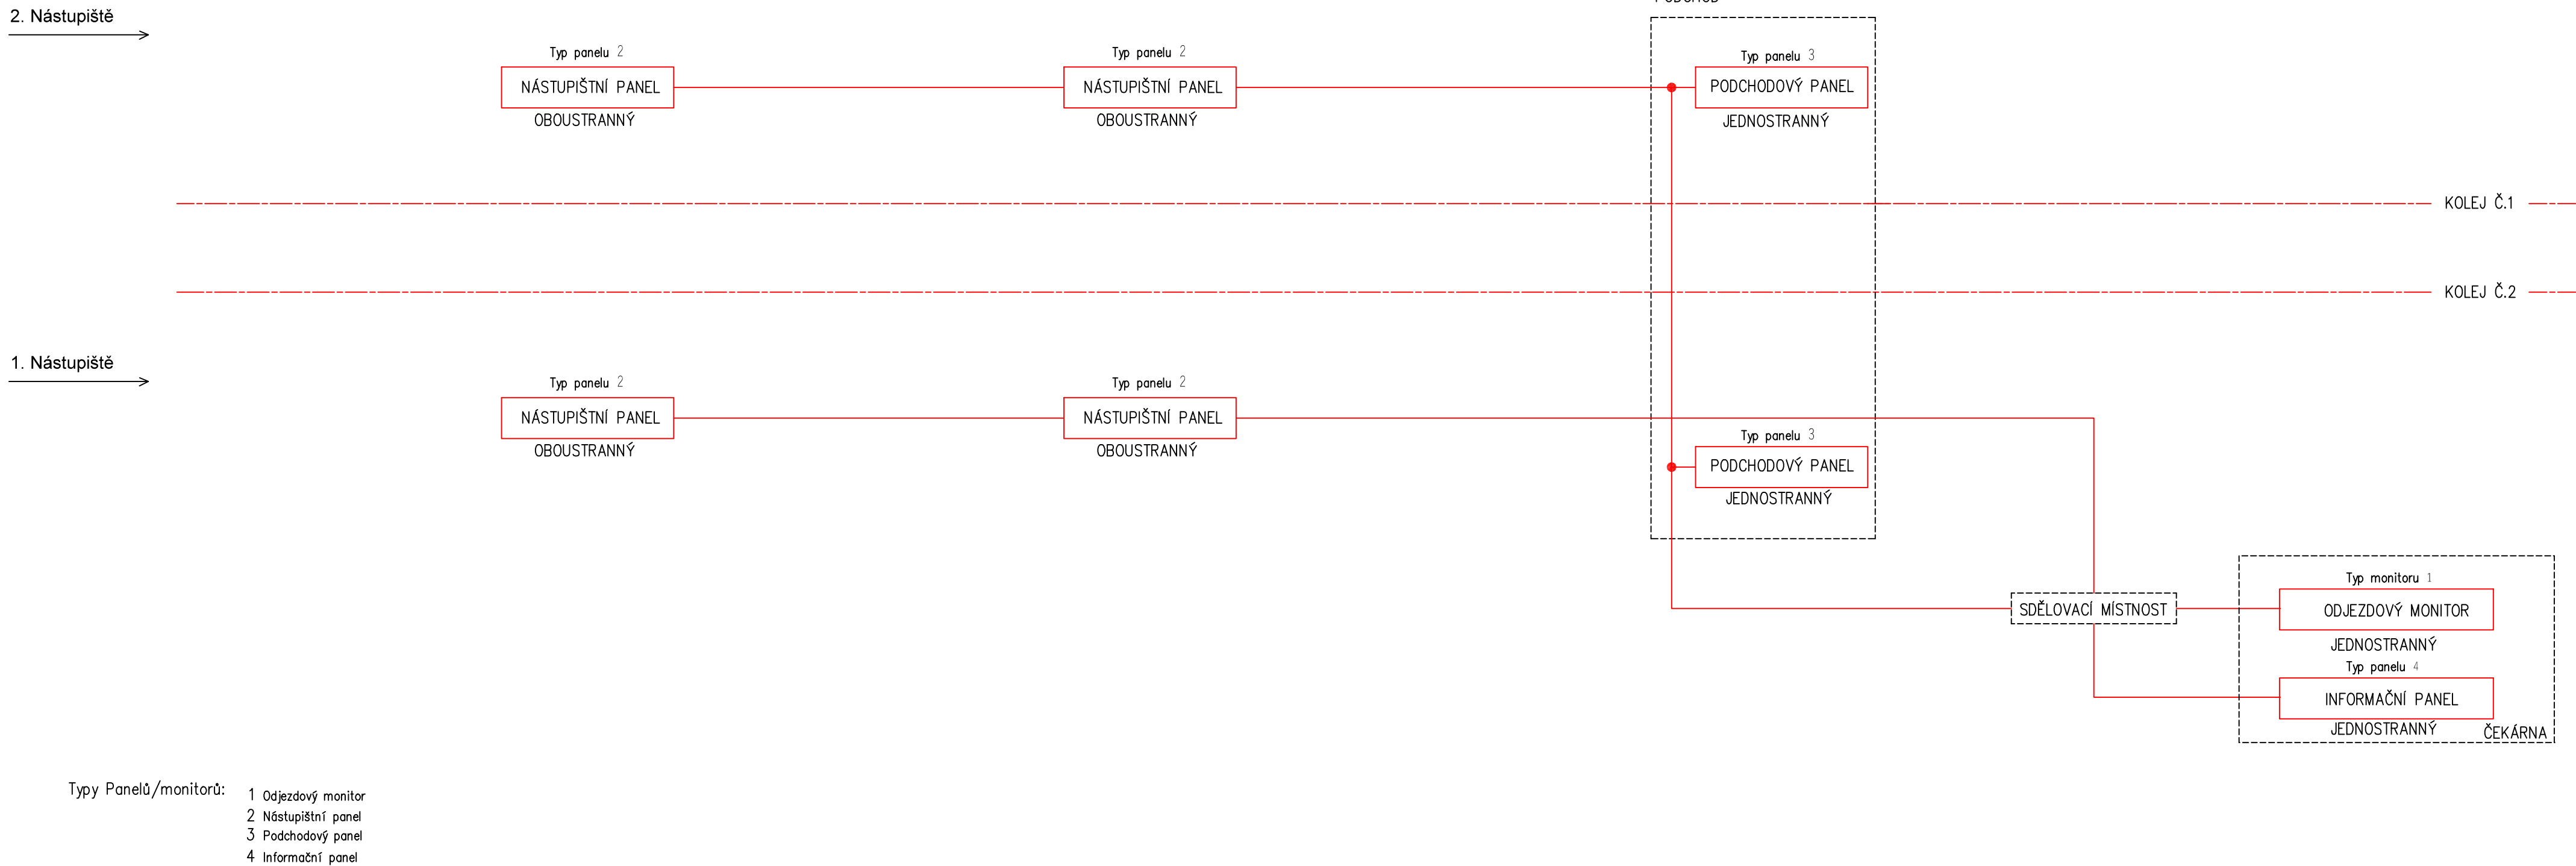 2. Nástupiště
Typ panelu 2
NÁSTUPIŠTNÍ PANEL
OBOUSTRANNÝ
Typ panelu 2
NÁSTUPIŠTNÍ PANEL
OBOUSTRANNÝ
Typ panelu 3
PODCHODOVÝ PANEL
JEDNOSTRANNÝ
KOLEJ Č.1
KOLEJ Č.2
1. Nástupiště
Typ panelu 2
NÁSTUPIŠTNÍ PANEL
OBOUSTRANNÝ
Typ panelu 2
NÁSTUPIŠTNÍ PANEL
OBOUSTRANNÝ
Typ panelu 3
PODCHODOVÝ PANEL
JEDNOSTRANNÝ
SDĚLOVACÍ MÍSTNOST
Typ monitoru 1
ODJEZDOVÝ MONITOR
JEDNOSTRANNÝ
Typ panelu 4
INFORMAČNÍ PANEL
JEDNOSTRANNÝ
ČEKÁRNA
Typy Panelů/monitorů:
1 Odjezdový monitor
2 Nástupištní panel
3 Podchodový panel
4 Informační panel